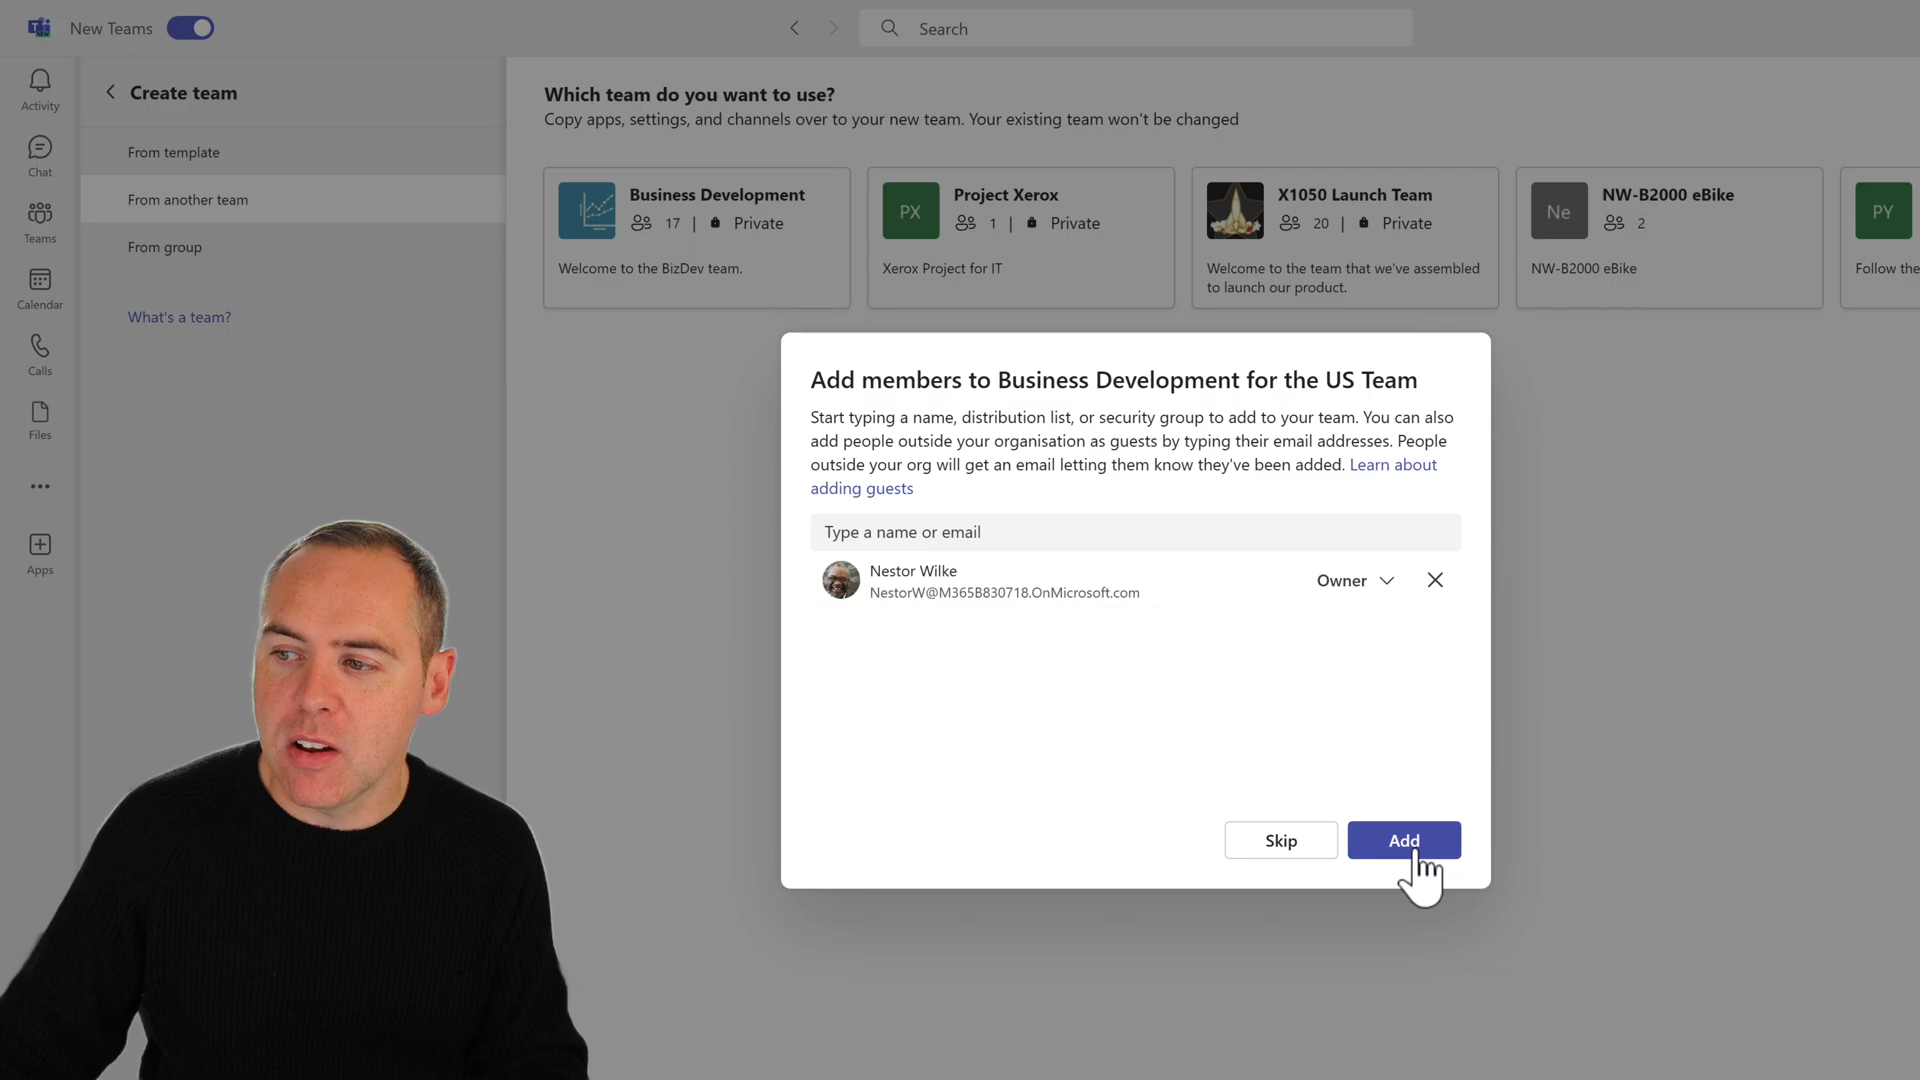 New Teams
Search
Activity
Chat
Teams
Calendar
Calls
Files
Apps
Create team
From template
From another team
From group
What's a team?
Which team do you want to use?
Copy apps, settings, and channels over to your new team. Your existing team won't be changed
Business Development
17 | Private
Welcome to the BizDev team.
PX
Project Xerox
1 | Private
Xerox Project for IT
X1050 Launch Team
20 | Private
Welcome to the team that we've assembled
to launch our product.
Ne
NW-B2000 eBike
2
NW-B2000 eBike
PY
Follow the
Add members to Business Development for the US Team
Start typing a name, distribution list, or security group to add to your team. You can also
add people outside your organisation as guests by typing their email addresses. People
outside your org will get an email letting them know they've been added. Learn about
adding guests
Type a name or email
Nestor Wilke
NestorW@M365B830718.OnMicrosoft.com
Owner
Skip
Add